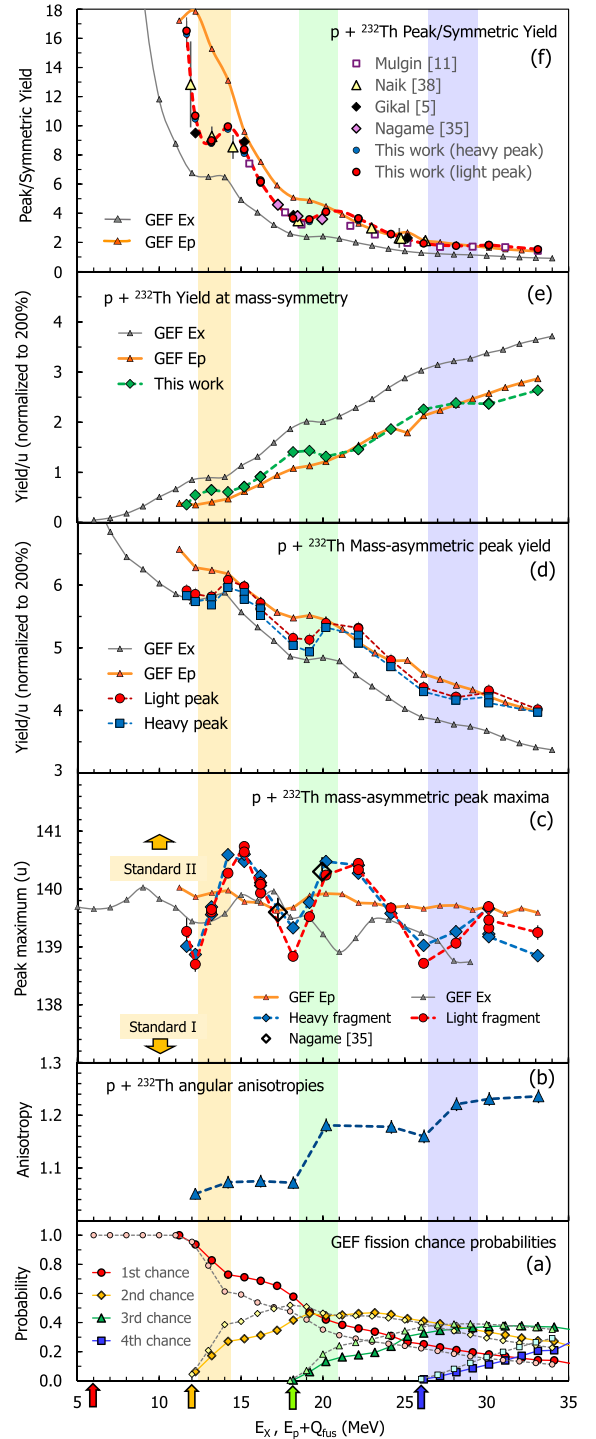 p + ²³²Th Peak/Symmetric Yield
(f)
Mulgin [11]
Naik [38]
Gikal [5]
Nagame [35]
This work (heavy peak)
This work (light peak)
GEF Ex
GEF Ep
Peak/Symmetric Yield
18
16
14
12
10
8
6
4
2
0
p + ²³²Th Yield at mass-symmetry
(e)
GEF Ex
GEF Ep
This work
Yield/u (normalized to 200%)
4
3
2
1
0
p + ²³²Th Mass-asymmetric peak yield
(d)
GEF Ex
GEF Ep
Light peak
Heavy peak
Yield/u (normalized to 200%)
6
5
4
3
p + ²³²Th mass-asymmetric peak maxima
(c)
Standard II
Standard I
GEF Ep
GEF Ex
Heavy fragment
Light fragment
Nagame [35]
Peak maximum (u)
141
140
139
138
1.3
p + ²³²Th angular anisotropies
(b)
Anisotropy
1.2
1.1
1.0
GEF fission chance probabilities
(a)
1st chance
2nd chance
3rd chance
4th chance
Probability
0.8
0.6
0.4
0.2
0.0
5 10 15 20 25 30 35
E_X , E_p+Q_fus (MeV)